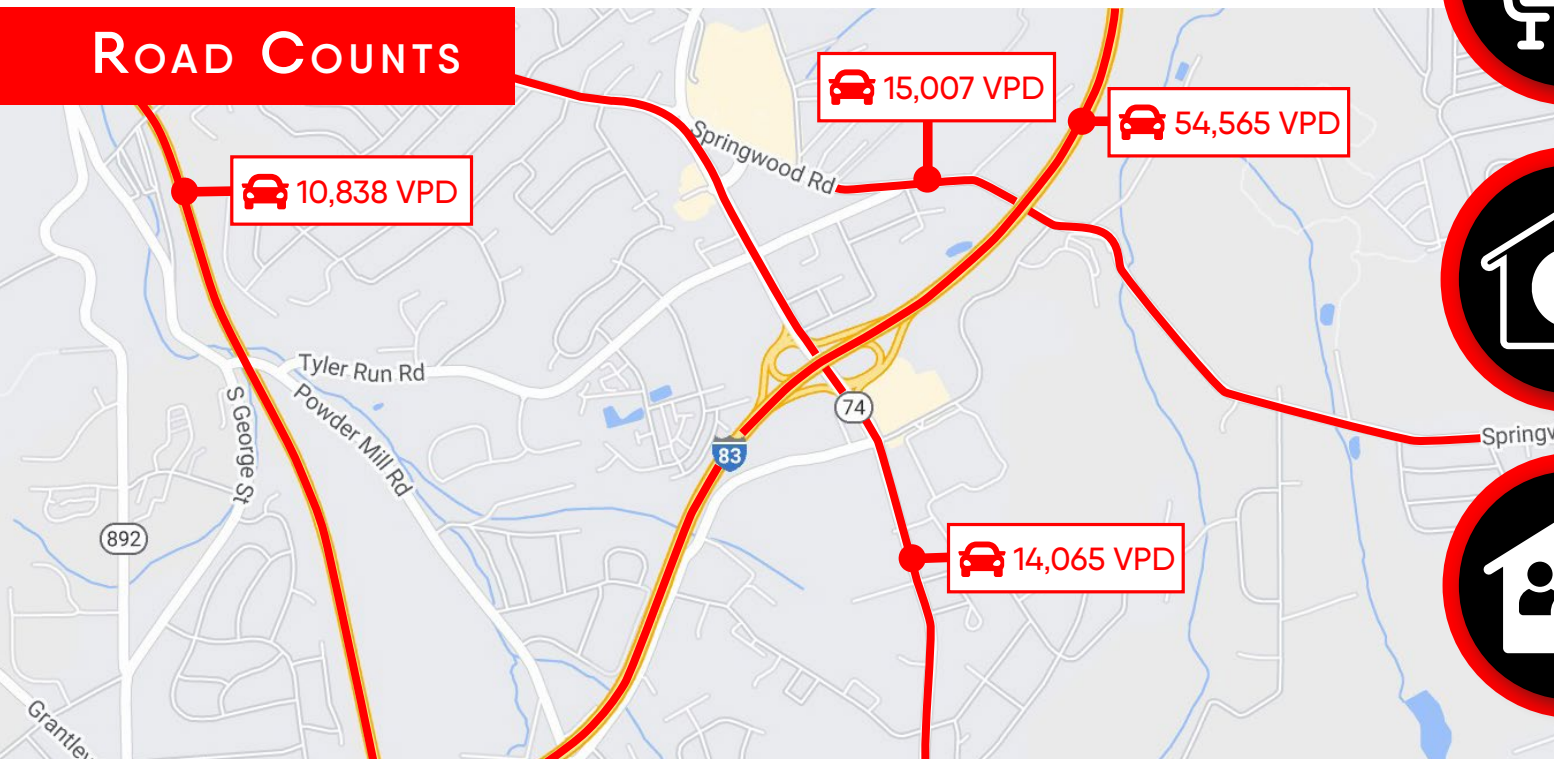 ROAD COUNTS
15,007 VPD
54,565 VPD
10,838 VPD
Springwood Rd
Tyler Run Rd
Powder Mill Rd
S George St
74
83
Springw
892
14,065 VPD
Grantley